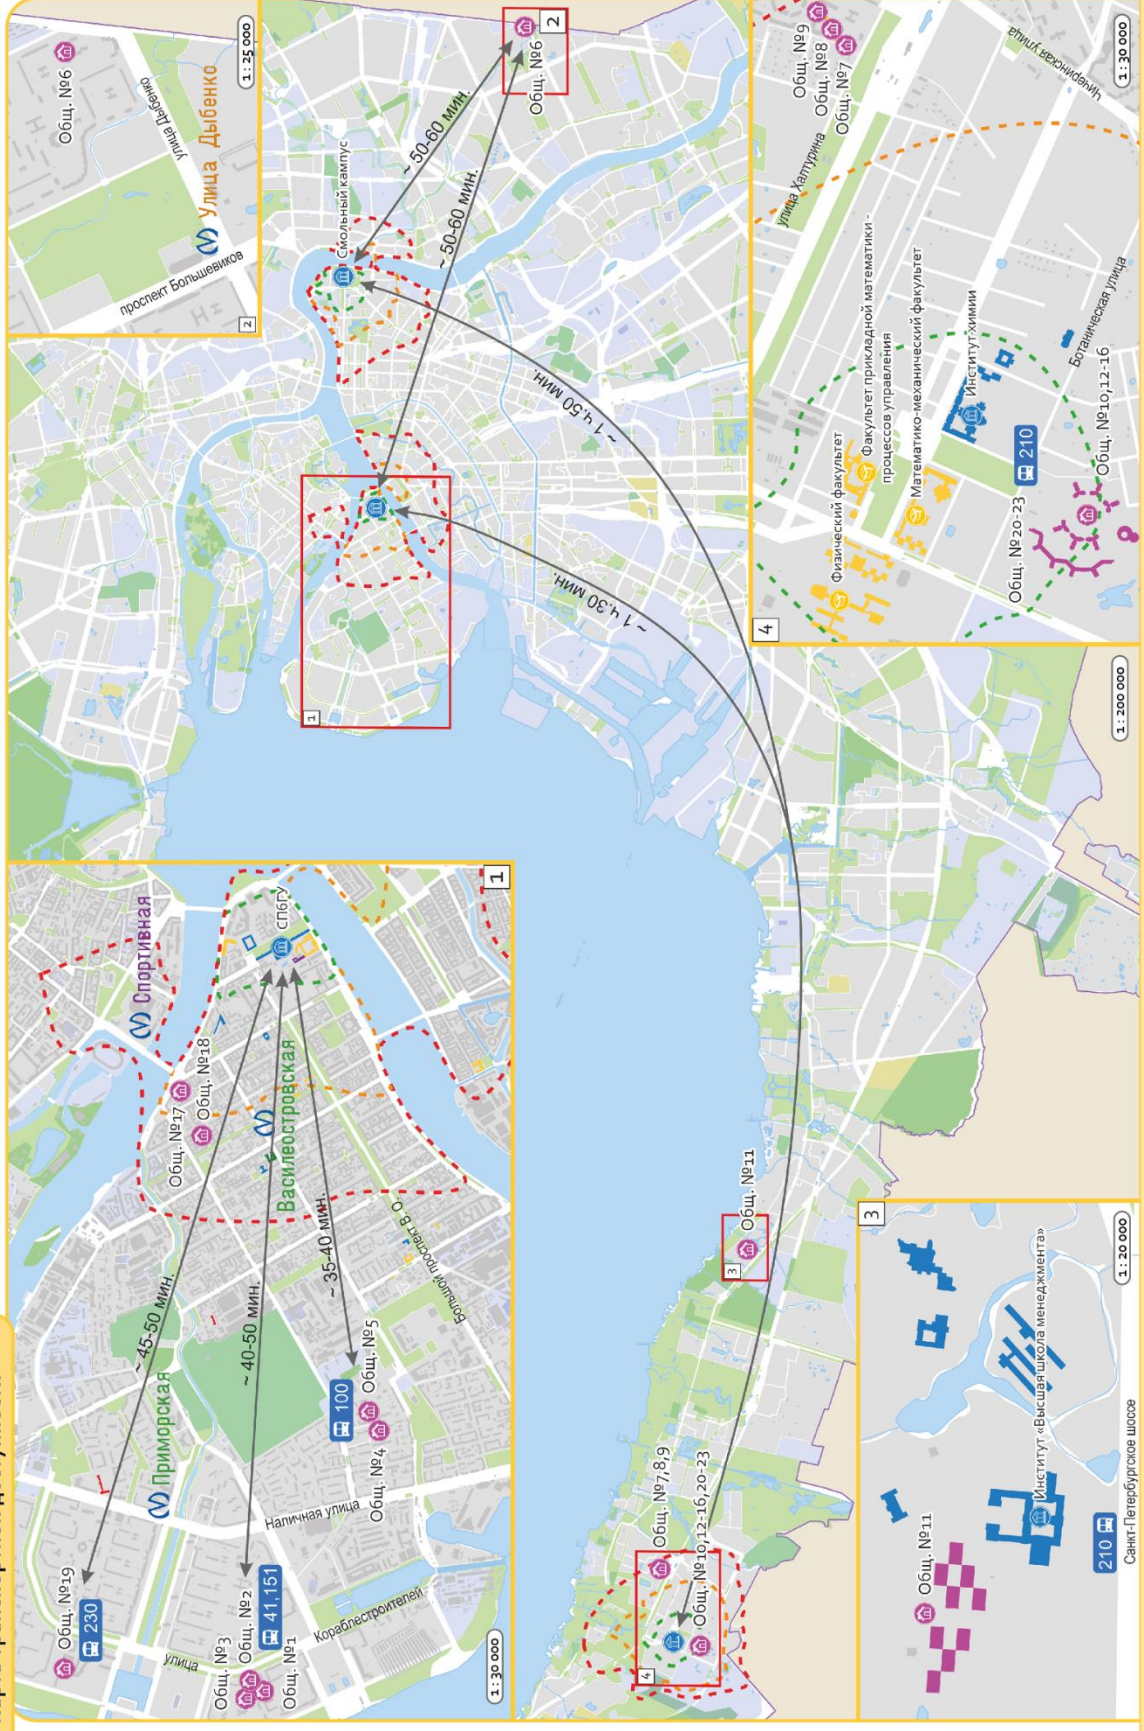 1
СПбГУ
Спортивная
Общ. №17
Общ. №18
Василеостровская
~ 45-50 мин.
~ 40-50 мин.
~ 35-40 мин.
Большой проспект В. О.
Приморская
Общ. №5
100
Общ. №4
Наличная улица
Общ. №19
230
Общ. №3
Общ. №2
41,151
Общ. №1
улица
Кораблестроителей
1 : 30 000
2
Общ. №6
улица Дыбенко
Улица Дыбенко
проспект Большевиков
1 : 25 000
2
Общ. №6
Смольный кампус
~ 50-60 мин.
~ 50-60 мин.
1
~ 1 ч.50 мин.
~ 1 ч.30 мин.
3
Общ. №11
Общ. №7,8,9
Общ. №10,12-16,20-23
4
1 : 200 000
3
Общ. №11
Институт «Высшая школа менеджмента»
210
Санкт-Петербургское шоссе
1 : 20 000
4
Общ. №9
Общ. №8
Общ. №7
улица Халтурина
Чичеринская улица
Физический факультет
Факультет прикладной математики -
процессов управления
Математико-механический факультет
Институт химии
Ботаническая улица
210
Общ. №20-23
Общ. №10,12-16
1 : 30 000